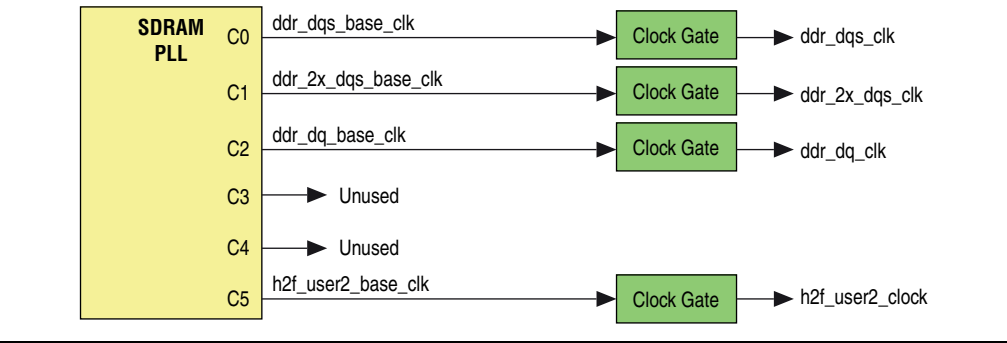 SDRAM
PLL
C0 ddr_dqs_base_clk Clock Gate ddr_dqs_clk
C1 ddr_2x_dqs_base_clk Clock Gate ddr_2x_dqs_clk
C2 ddr_dq_base_clk Clock Gate ddr_dq_clk
C3 Unused
C4 Unused
C5 h2f_user2_base_clk Clock Gate h2f_user2_clock